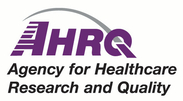 AHRQ
Agency for Healthcare
Research and Quality